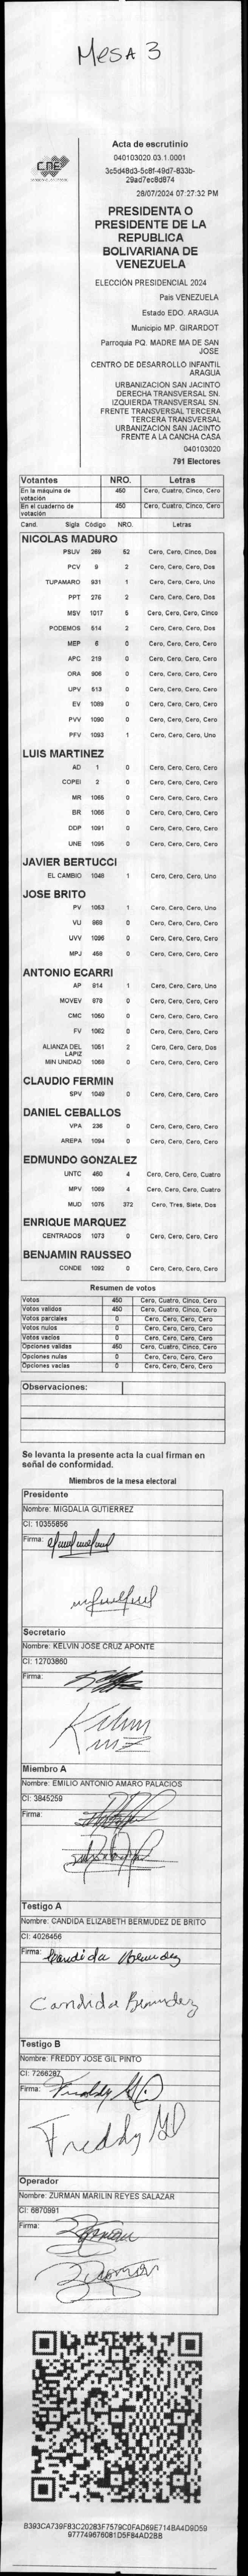 MESA 3
CNE
Acta de escrutinio
040103020.03.1.0001
3c5d48d3-5c8f-49d7-833b-
29ad7ec8d874
28/07/2024 07:27:32 PM
PRESIDENTA O
PRESIDENTE DE LA
REPUBLICA
BOLIVARIANA DE
VENEZUELA
ELECCIÓN PRESIDENCIAL 2024
País VENEZUELA
Estado EDO. ARAGUA
Municipio MP. GIRARDOT
Parroquia PQ. MADRE MA DE SAN
JOSE
CENTRO DE DESARROLLO INFANTIL
ARAGUA
URBANIZACION SAN JACINTO
DERECHA TRANSVERSAL SN.
IZQUIERDA TRANSVERSAL SN.
FRENTE TRANSVERSAL TERCERA
TERCERA TRANSVERSAL
URBANIZACION SAN JACINTO
FRENTE A LA CANCHA CASA
040103020
791 Electores
Votantes NRO. Letras
En la máquina de votación 450 Cero, Cuatro, Cinco, Cero
En el cuaderno de votación 450 Cero, Cuatro, Cinco, Cero
Cand. Sigla Código NRO. Letras
NICOLAS MADURO
PSUV 269 52 Cero, Cero, Cinco, Dos
PCV 9 2 Cero, Cero, Cero, Dos
TUPAMARO 931 1 Cero, Cero, Cero, Uno
PPT 276 2 Cero, Cero, Cero, Dos
MSV 1017 5 Cero, Cero, Cero, Cinco
PODEMOS 514 2 Cero, Cero, Cero, Dos
MEP 6 0 Cero, Cero, Cero, Cero
APC 219 0 Cero, Cero, Cero, Cero
ORA 906 0 Cero, Cero, Cero, Cero
UPV 513 0 Cero, Cero, Cero, Cero
EV 1089 0 Cero, Cero, Cero, Cero
PVV 1090 0 Cero, Cero, Cero, Cero
PFV 1093 1 Cero, Cero, Cero, Uno
LUIS MARTINEZ
AD 1 0 Cero, Cero, Cero, Cero
COPEI 2 0 Cero, Cero, Cero, Cero
MR 1065 0 Cero, Cero, Cero, Cero
BR 1066 0 Cero, Cero, Cero, Cero
DDP 1091 0 Cero, Cero, Cero, Cero
UNE 1095 0 Cero, Cero, Cero, Cero
JAVIER BERTUCCI
EL CAMBIO 1048 1 Cero, Cero, Cero, Uno
JOSE BRITO
PV 1053 1 Cero, Cero, Cero, Uno
VU 969 0 Cero, Cero, Cero, Cero
UVV 1096 0 Cero, Cero, Cero, Cero
MPJ 458 0 Cero, Cero, Cero, Cero
ANTONIO ECARRI
AP 914 1 Cero, Cero, Cero, Uno
MOVEV 878 0 Cero, Cero, Cero, Cero
CMC 1050 0 Cero, Cero, Cero, Cero
FV 1062 0 Cero, Cero, Cero, Cero
ALIANZA DEL LAPIZ 1051 2 Cero, Cero, Cero, Dos
MIN UNIDAD 1068 0 Cero, Cero, Cero, Cero
CLAUDIO FERMIN
SPV 1049 0 Cero, Cero, Cero, Cero
DANIEL CEBALLOS
VPA 236 0 Cero, Cero, Cero, Cero
AREPA 1094 0 Cero, Cero, Cero, Cero
EDMUNDO GONZALEZ
UNTC 460 4 Cero, Cero, Cero, Cuatro
MPV 1069 4 Cero, Cero, Cero, Cuatro
MUD 1075 372 Cero, Tres, Siete, Dos
ENRIQUE MARQUEZ
CENTRADOS 1073 0 Cero, Cero, Cero, Cero
BENJAMIN RAUSSEO
CONDE 1092 0 Cero, Cero, Cero, Cero
Resumen de votos
Votos 450 Cero, Cuatro, Cinco, Cero
Votos validos 450 Cero, Cuatro, Cinco, Cero
Votos parciales 0 Cero, Cero, Cero, Cero
Votos nulos 0 Cero, Cero, Cero, Cero
Votos vacios 0 Cero, Cero, Cero, Cero
Opciones validas 450 Cero, Cuatro, Cinco, Cero
Opciones nulas 0 Cero, Cero, Cero, Cero
Opciones vacias 0 Cero, Cero, Cero, Cero
Observaciones:
Se levanta la presente acta la cual firman en
señal de conformidad.
Miembros de la mesa electoral
Presidente
Nombre: MIGDALIA GUTIERREZ
CI: 10355856
Firma:
Secretario
Nombre: KELVIN JOSE CRUZ APONTE
CI: 12703860
Firma:
Miembro A
Nombre: EMILIO ANTONIO AMARO PALACIOS
CI: 3845259
Firma:
Testigo A
Nombre: CANDIDA ELIZABETH BERMUDEZ DE BRITO
CI: 4026456
Firma: Candida Bermudez
Candida Bermudez
Testigo B
Nombre: FREDDY JOSE GIL PINTO
CI: 7266287
Firma: Freddy Gil
Freddy Gil
Operador
Nombre: ZURMAN MARILIN REYES SALAZAR
CI: 6870991
Firma:
B393CA739F83C20283F7579C0FAD69E714BA4D9D59
977749676081D5F84AD2BB